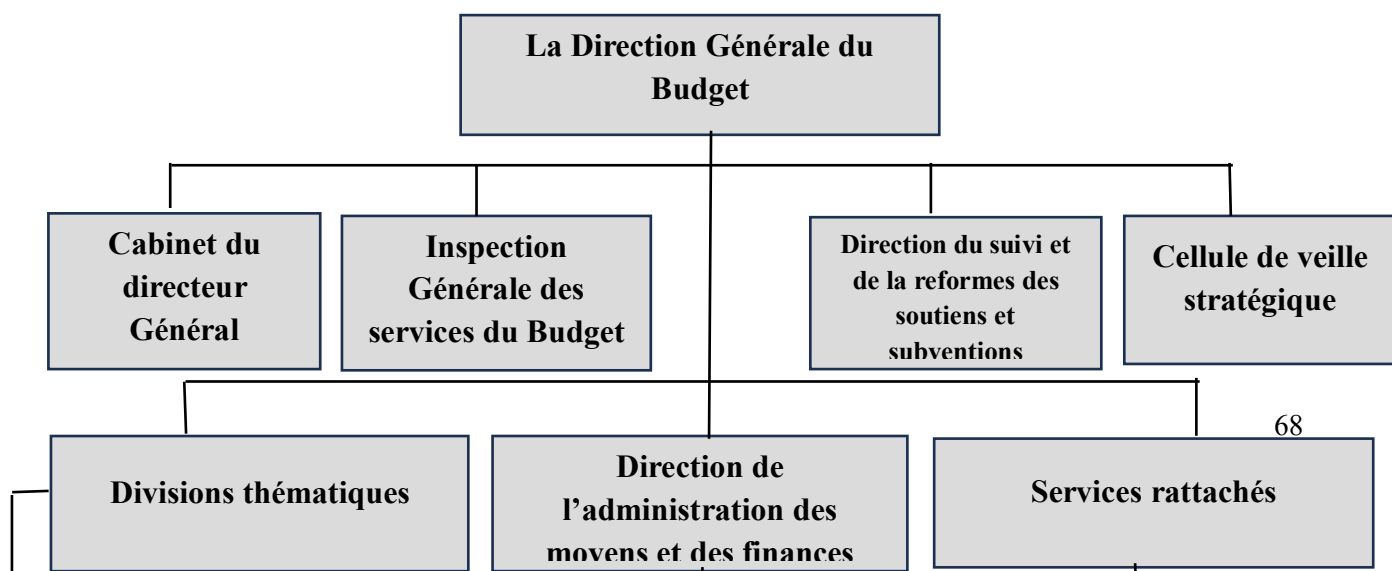 La Direction Générale du
Budget
Cabinet du
directeur
Général
Inspection
Générale des
services du Budget
Direction du suivi et
de la reformes des
soutiens et
subventions
Cellule de veille
stratégique
68
Divisions thématiques
Direction de
l’administration des
moyens et des finances
Services rattachés